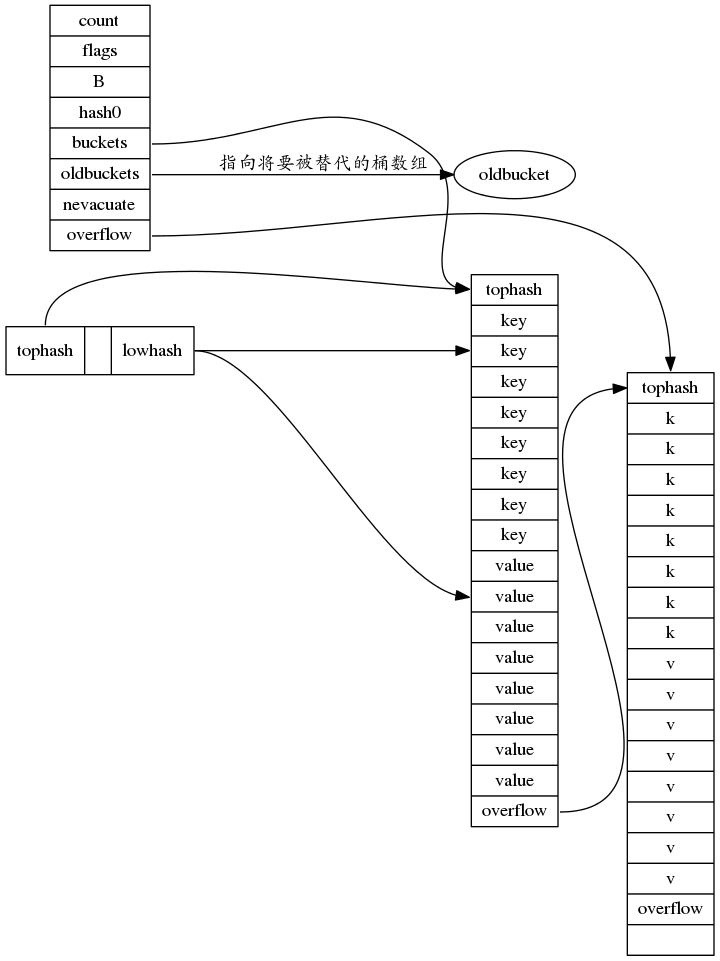 count
flags
B
hash0
buckets
oldbuckets
nevacuate
overflow
指向将要被替代的桶数组
oldbucket
tophash
lowhash
tophash
key
key
key
key
key
key
key
key
value
value
value
value
value
value
value
value
overflow
tophash
k
k
k
k
k
k
k
k
v
v
v
v
v
v
v
v
overflow